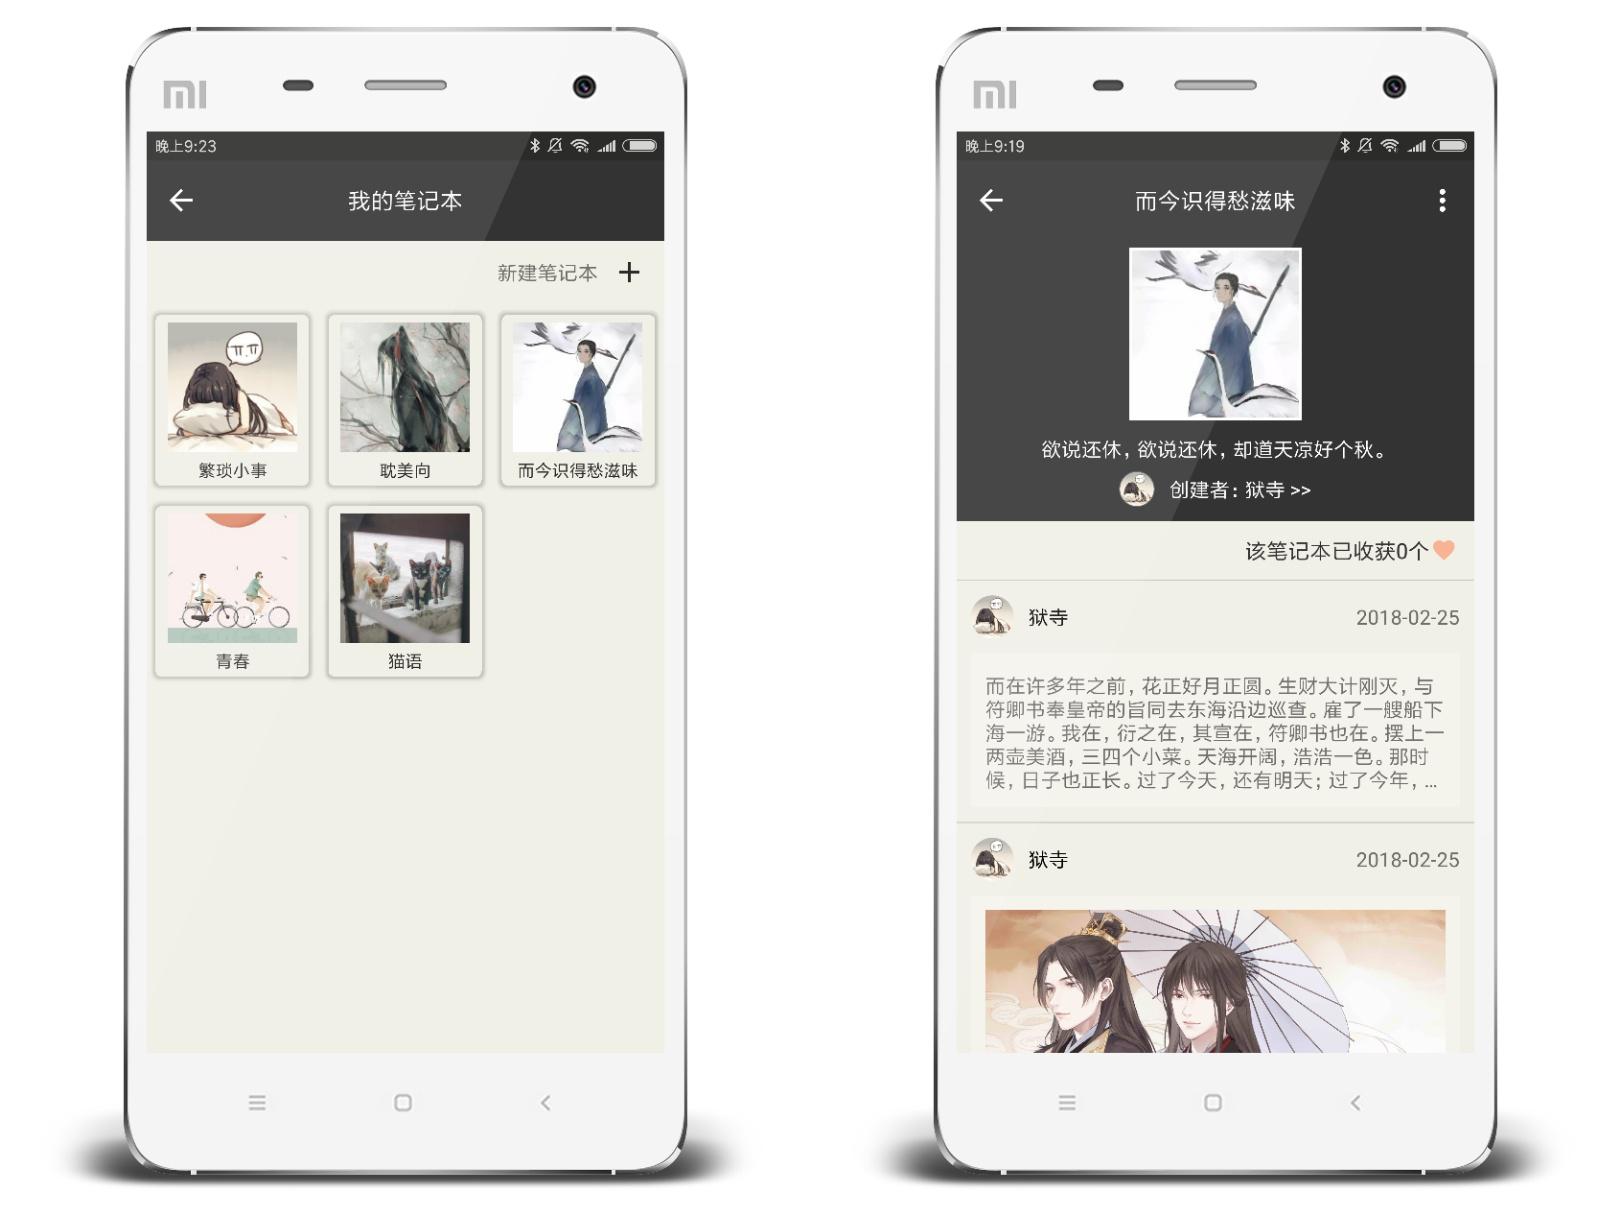 MI
晚上9:23
我的笔记本
新建笔记本 +
繁琐小事
耽美向
而今识得愁滋味
青春
猫语
MI
晚上9:19
而今识得愁滋味
欲说还休，欲说还休，却道天凉好个秋。
创建者：狱寺 >>
该笔记本已收获0个
狱寺
2018-02-25
而在许多年之前，花正好月正圆。生财大计刚灭，与
符卿书奉皇帝的旨同去东海沿边巡查。雇了一艘船下
海一游。我在，衍之在，其宣在，符卿书也在。摆上一
两壶美酒，三四个小菜。天海开阔，浩浩一色。那时
候，日子也正长。过了今天，还有明天；过了今年，...
狱寺
2018-02-25